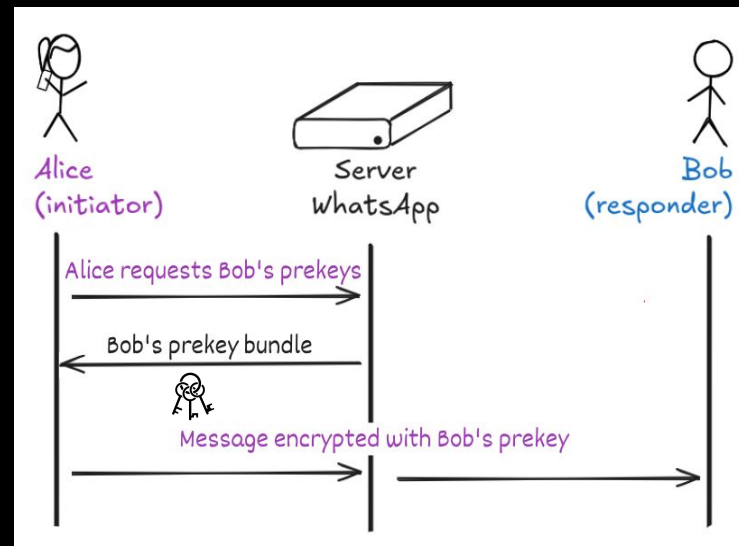 Alice
(initiator)
Server
WhatsApp
Bob
(responder)
Alice requests Bob's prekeys
Bob's prekey bundle
Message encrypted with Bob's prekey